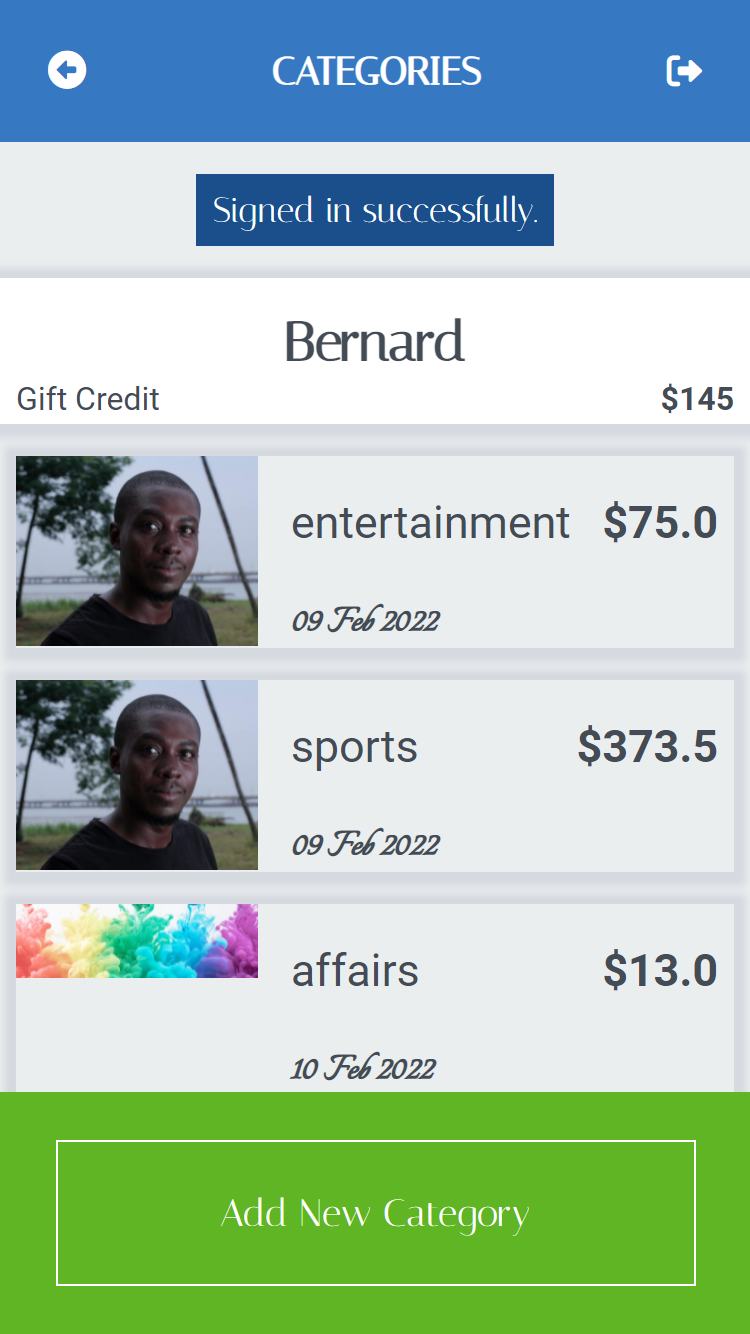 CATEGORIES
Signed in successfully.
Bernard
Gift Credit $145
entertainment $75.0
09 Feb 2022
sports $373.5
09 Feb 2022
affairs $13.0
10 Feb 2022
Add New Category